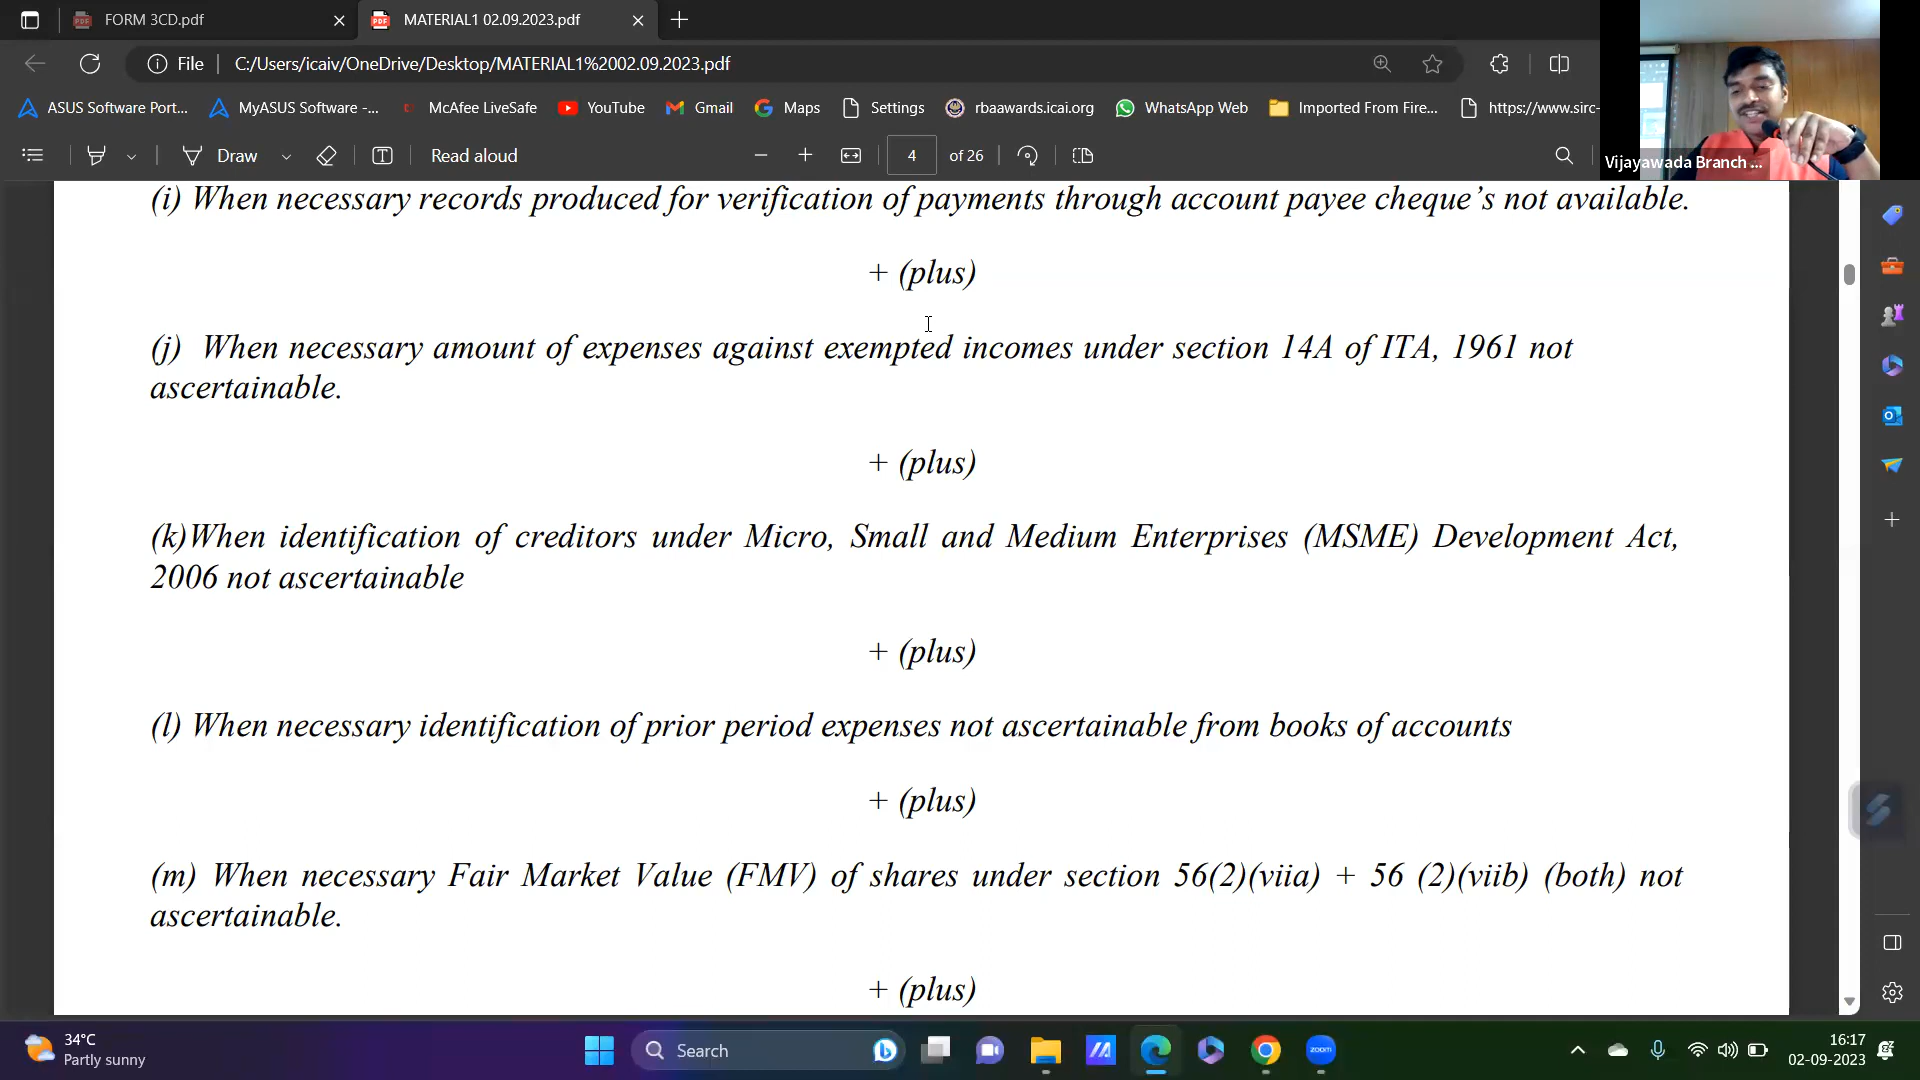 FORM 3CD.pdf
MATERIAL1 02.09.2023.pdf
File
C:/Users/icaiv/OneDrive/Desktop/MATERIAL1%2002.09.2023.pdf
ASUS Software Port...
MyASUS Software -...
McAfee LiveSafe
YouTube
Gmail
Maps
Settings
rbaawards.icai.org
WhatsApp Web
Imported From Fire...
https://www.sirc-
Draw
Read aloud
4 of 26
Vijayawada Branch ...
(i) When necessary records produced for verification of payments through account payee cheque’s not available.
+ (plus)
(j) When necessary amount of expenses against exempted incomes under section 14A of ITA, 1961 not
ascertainable.
+ (plus)
(k)When identification of creditors under Micro, Small and Medium Enterprises (MSME) Development Act,
2006 not ascertainable
+ (plus)
(l) When necessary identification of prior period expenses not ascertainable from books of accounts
+ (plus)
(m) When necessary Fair Market Value (FMV) of shares under section 56(2)(viia) + 56 (2)(viib) (both) not
ascertainable.
+ (plus)
34°C
Partly sunny
Search
zoom
16:17
02-09-2023